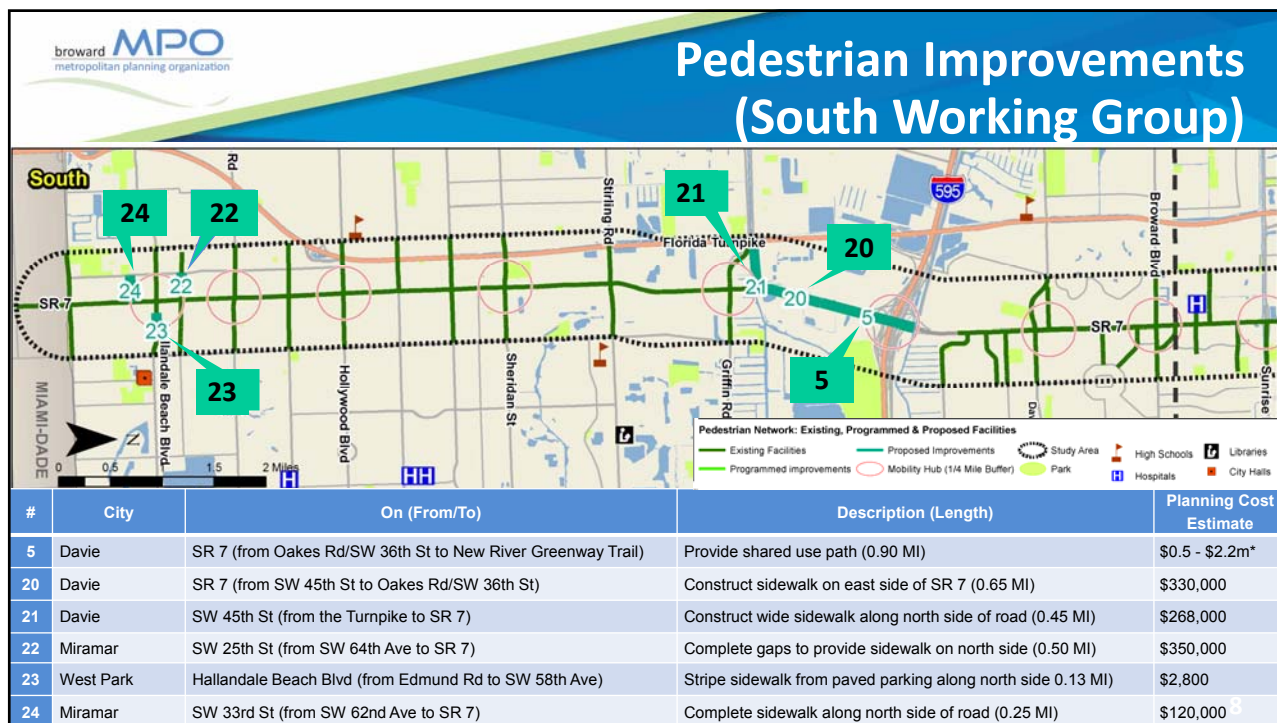 broward MPO
metropolitan planning organization
Pedestrian Improvements
(South Working Group)
South
Rd
Stirling Rd
Florida Turnpike
595
Broward Blvd
24
22
21
20
24
22
21
20
5
SR 7
SR 7
23
23
5
H
MIAMI-DADE
allandale Beach Blvd
Hollywood Blvd
Sheridan St
Griffin Rd
Dav
Sunrise
N
0 0.5 1.5 2 Miles
H
HH
Pedestrian Network: Existing, Programmed & Proposed Facilities
Existing Facilities Proposed Improvements Study Area High Schools Libraries
Programmed improvements Mobility Hub (1/4 Mile Buffer) Park H Hospitals City Halls
# City On (From/To) Description (Length) Planning Cost Estimate
5 Davie SR 7 (from Oakes Rd/SW 36th St to New River Greenway Trail) Provide shared use path (0.90 MI) $0.5 - $2.2m*
20 Davie SR 7 (from SW 45th St to Oakes Rd/SW 36th St) Construct sidewalk on east side of SR 7 (0.65 MI) $330,000
21 Davie SW 45th St (from the Turnpike to SR 7) Construct wide sidewalk along north side of road (0.45 MI) $268,000
22 Miramar SW 25th St (from SW 64th Ave to SR 7) Complete gaps to provide sidewalk on north side (0.50 MI) $350,000
23 West Park Hallandale Beach Blvd (from Edmund Rd to SW 58th Ave) Stripe sidewalk from paved parking along north side 0.13 MI) $2,800
24 Miramar SW 33rd St (from SW 62nd Ave to SR 7) Complete sidewalk along north side of road (0.25 MI) $120,000
8